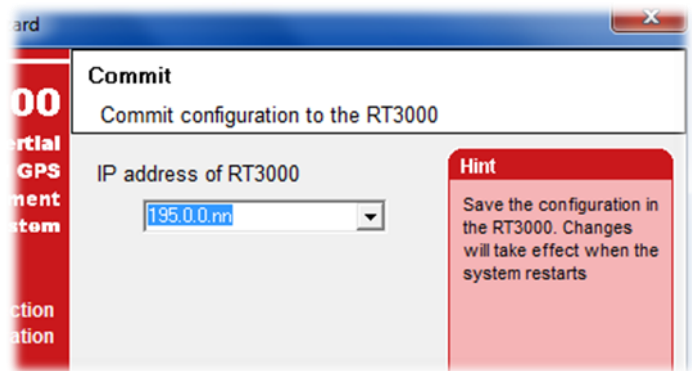 ard
Commit
Commit configuration to the RT3000
00
ertial
GPS
ment
stem
IP address of RT3000
195.0.0.nn
Hint
Save the configuration in
the RT3000. Changes
will take effect when the
system restarts
ction
ation